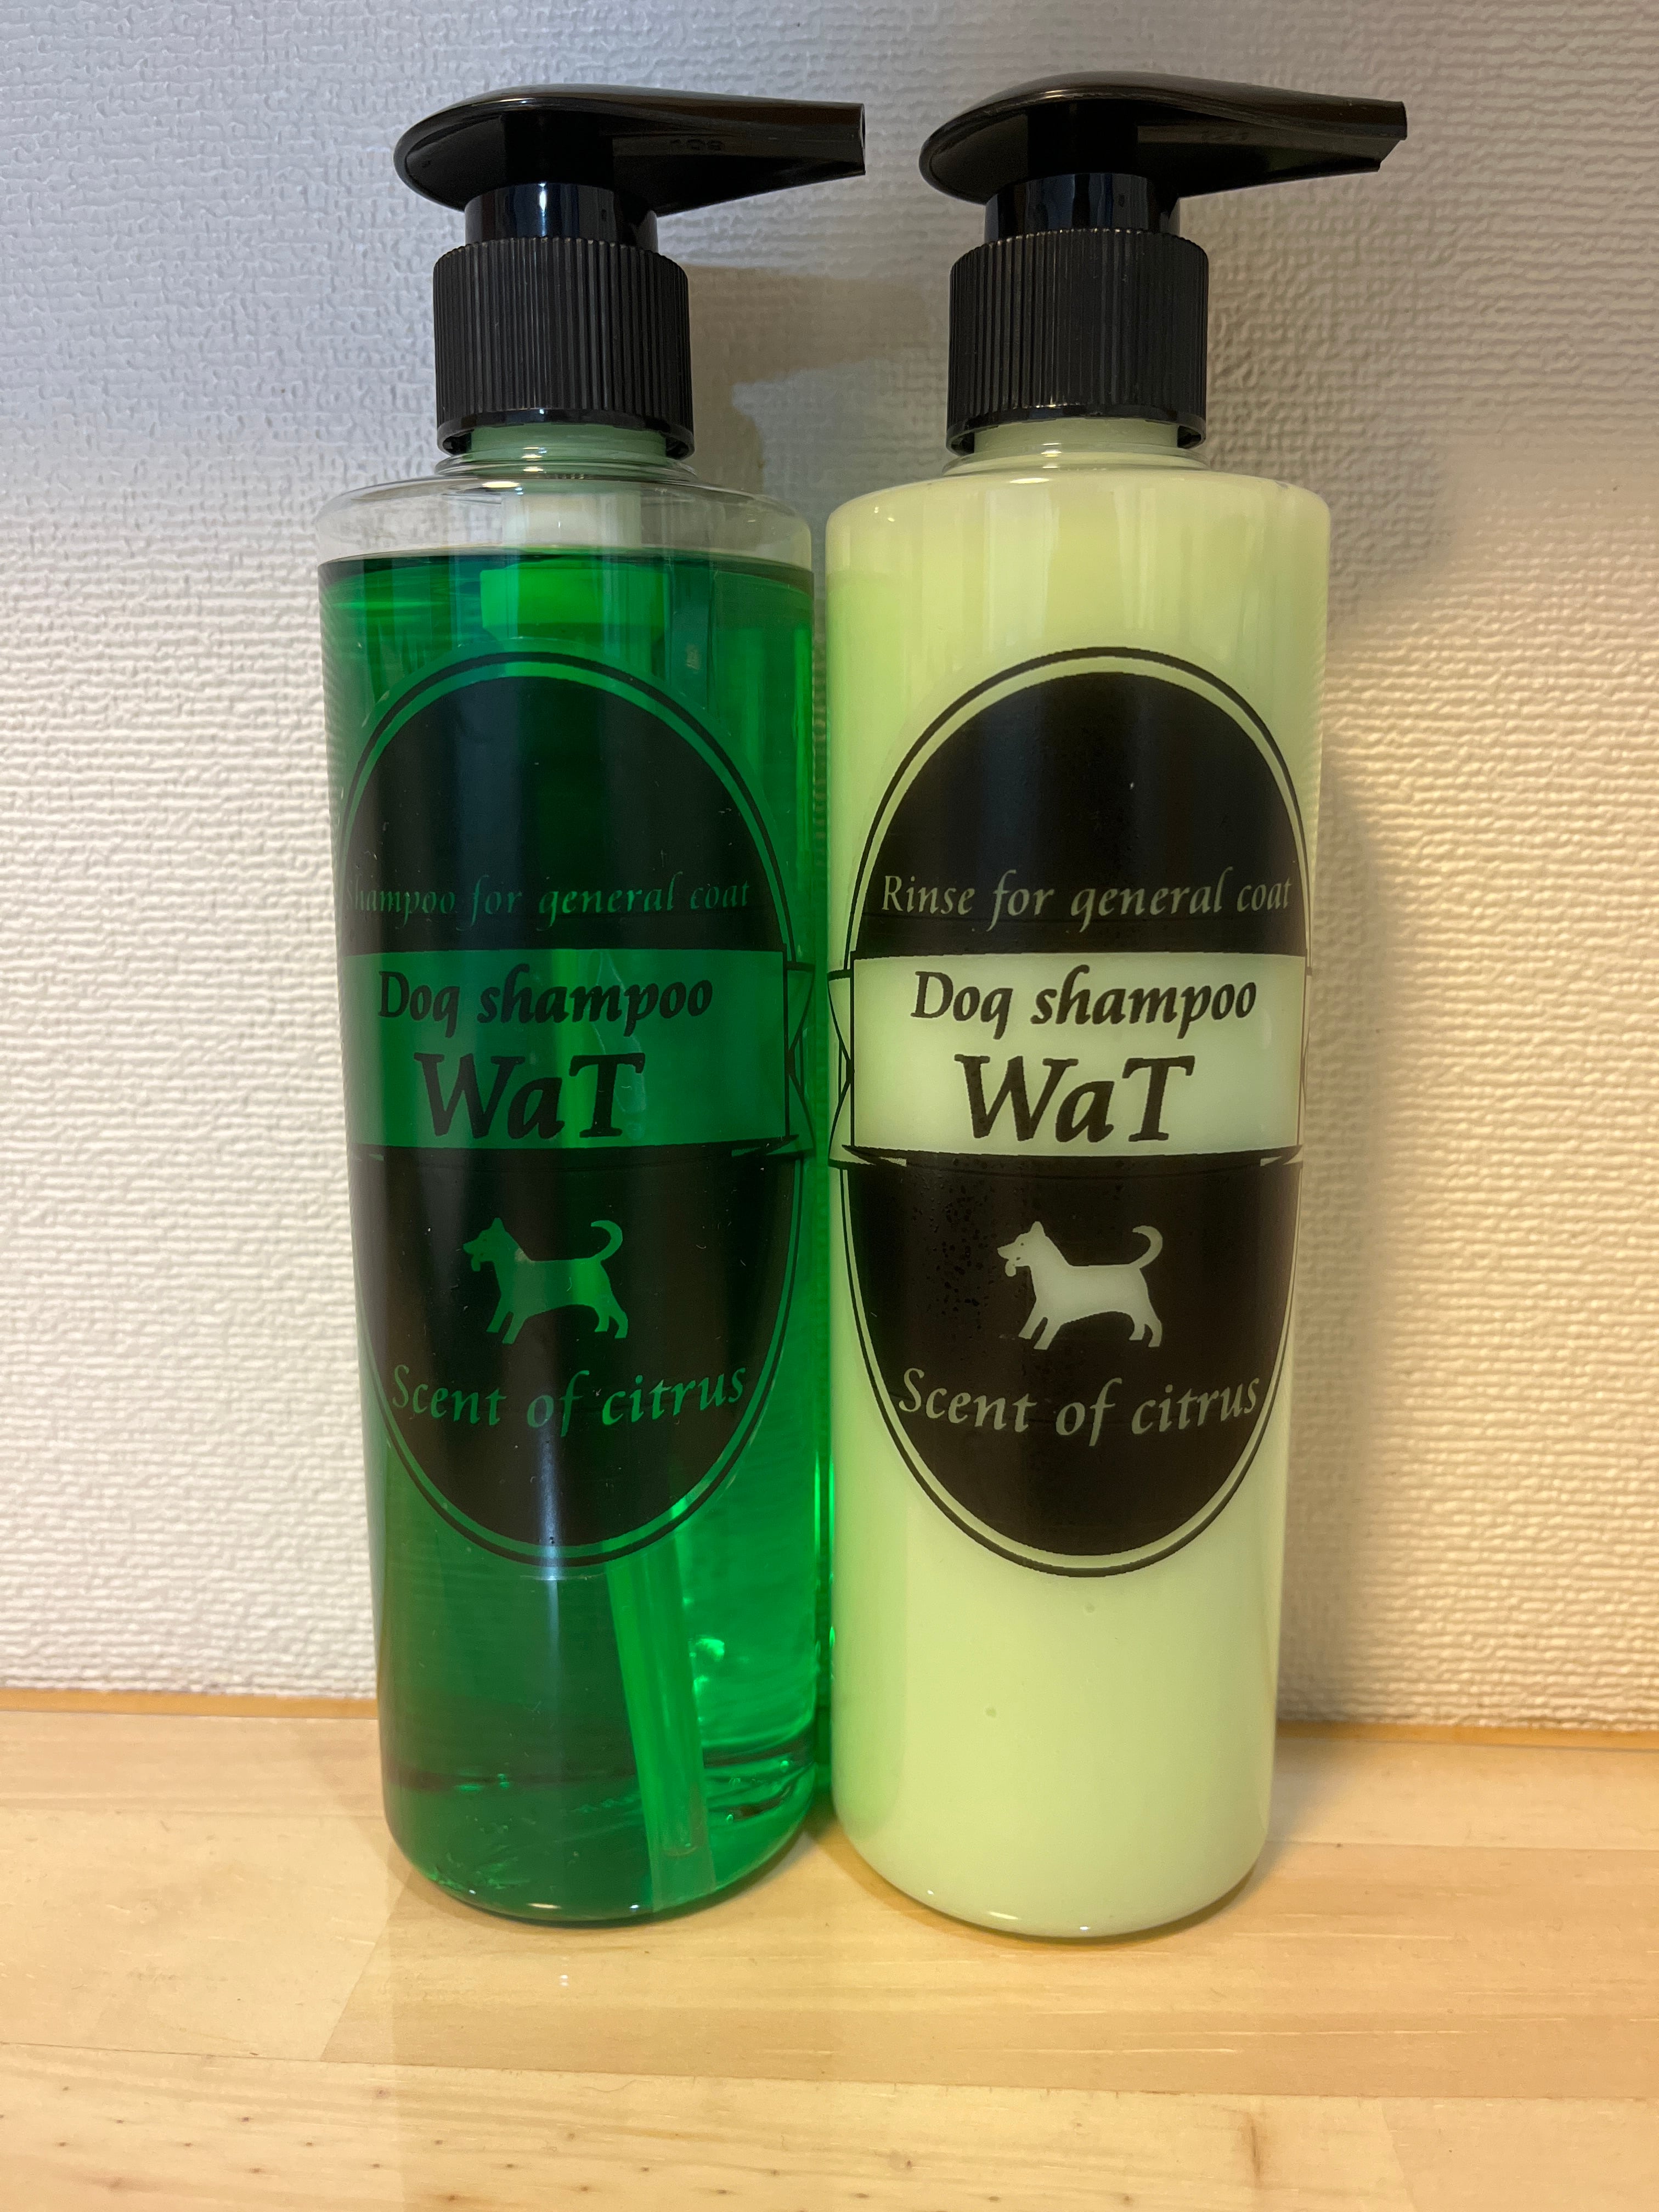 Shampoo for general coat
Dog shampoo
WaT
Scent of citrus
Rinse for general coat
Dog shampoo
WaT
Scent of citrus